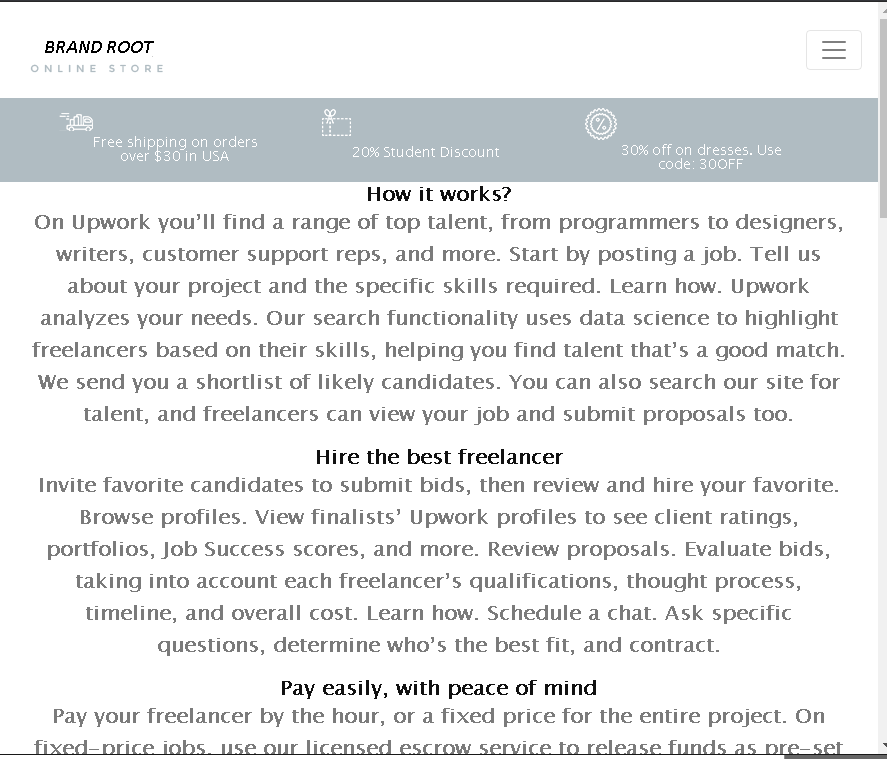 BRAND ROOT
ONLINE STORE
Free shipping on orders
over $30 in USA
20% Student Discount
30% off on dresses. Use
code: 30OFF
How it works?
On Upwork you’ll find a range of top talent, from programmers to designers,
writers, customer support reps, and more. Start by posting a job. Tell us
about your project and the specific skills required. Learn how. Upwork
analyzes your needs. Our search functionality uses data science to highlight
freelancers based on their skills, helping you find talent that’s a good match.
We send you a shortlist of likely candidates. You can also search our site for
talent, and freelancers can view your job and submit proposals too.
Hire the best freelancer
Invite favorite candidates to submit bids, then review and hire your favorite.
Browse profiles. View finalists’ Upwork profiles to see client ratings,
portfolios, Job Success scores, and more. Review proposals. Evaluate bids,
taking into account each freelancer’s qualifications, thought process,
timeline, and overall cost. Learn how. Schedule a chat. Ask specific
questions, determine who’s the best fit, and contract.
Pay easily, with peace of mind
Pay your freelancer by the hour, or a fixed price for the entire project. On
fixed-price jobs, use our licensed escrow service to release funds as pre-set